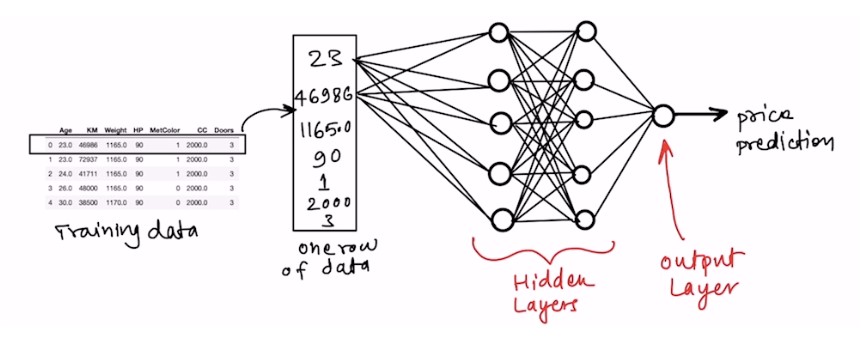 Age KM Weight HP MetColor CC Doors
0 23.0 46986 1165.0 90 1 2000.0 3
1 23.0 72937 1165.0 90 1 2000.0 3
2 24.0 41711 1165.0 90 1 2000.0 3
3 26.0 48000 1165.0 90 0 2000.0 3
4 30.0 38500 1170.0 90 0 2000.0 3
Training data
23
46986
1165.0
90
1
2000
3
one row
of data
Hidden
Layers
output
Layer
price
prediction